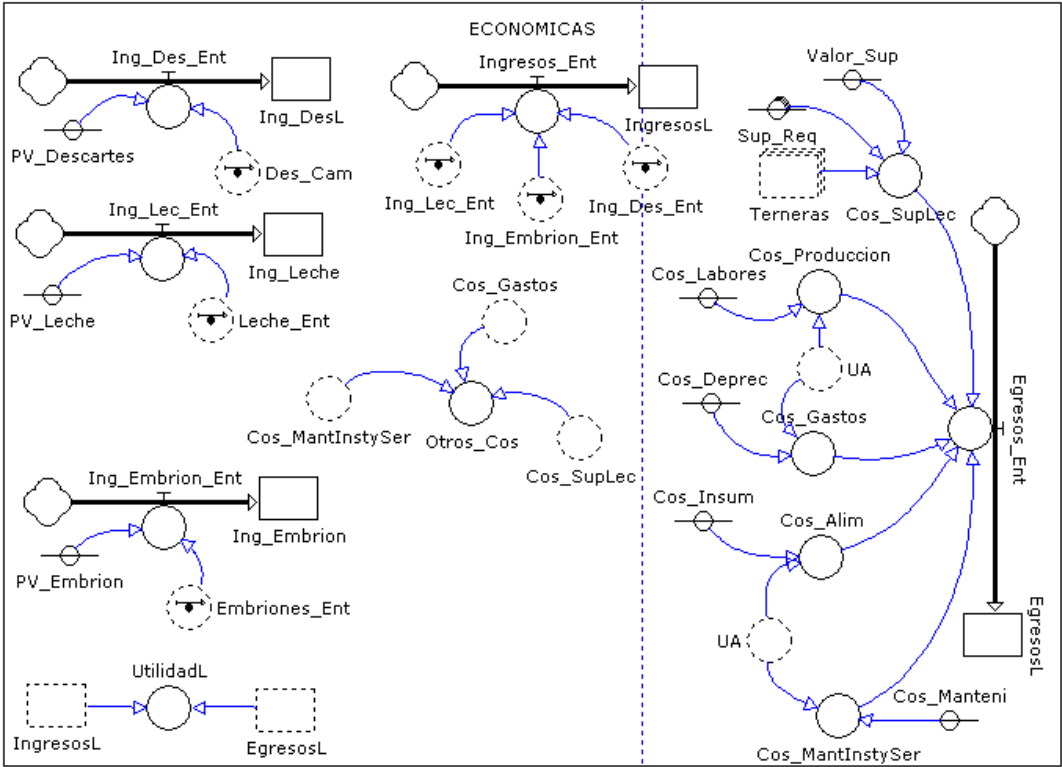 ECONOMICAS
Ing_Des_Ent
Ing_DesL
PV_Descartes
Des_Cam
Ingresos_Ent
IngresosL
Ing_Lec_Ent
Ing_Des_Ent
Ing_Embrion_Ent
Valor_Sup
Sup_Req
Terneras
Cos_SupLec
Ing_Lec_Ent
Ing_Leche
PV_Leche
Leche_Ent
Cos_Gastos
Cos_MantInstySer
Otros_Cos
Cos_SupLec
Cos_Produccion
Cos_Labores
UA
Cos_Deprec
Cos_Gastos
Egresos_Ent
Cos_Insum
Cos_Alim
Ing_Embrion_Ent
Ing_Embrion
PV_Embrion
Embriones_Ent
UA
EgresosL
UtilidadL
IngresosL
EgresosL
Cos_Manteni
Cos_MantInstySer